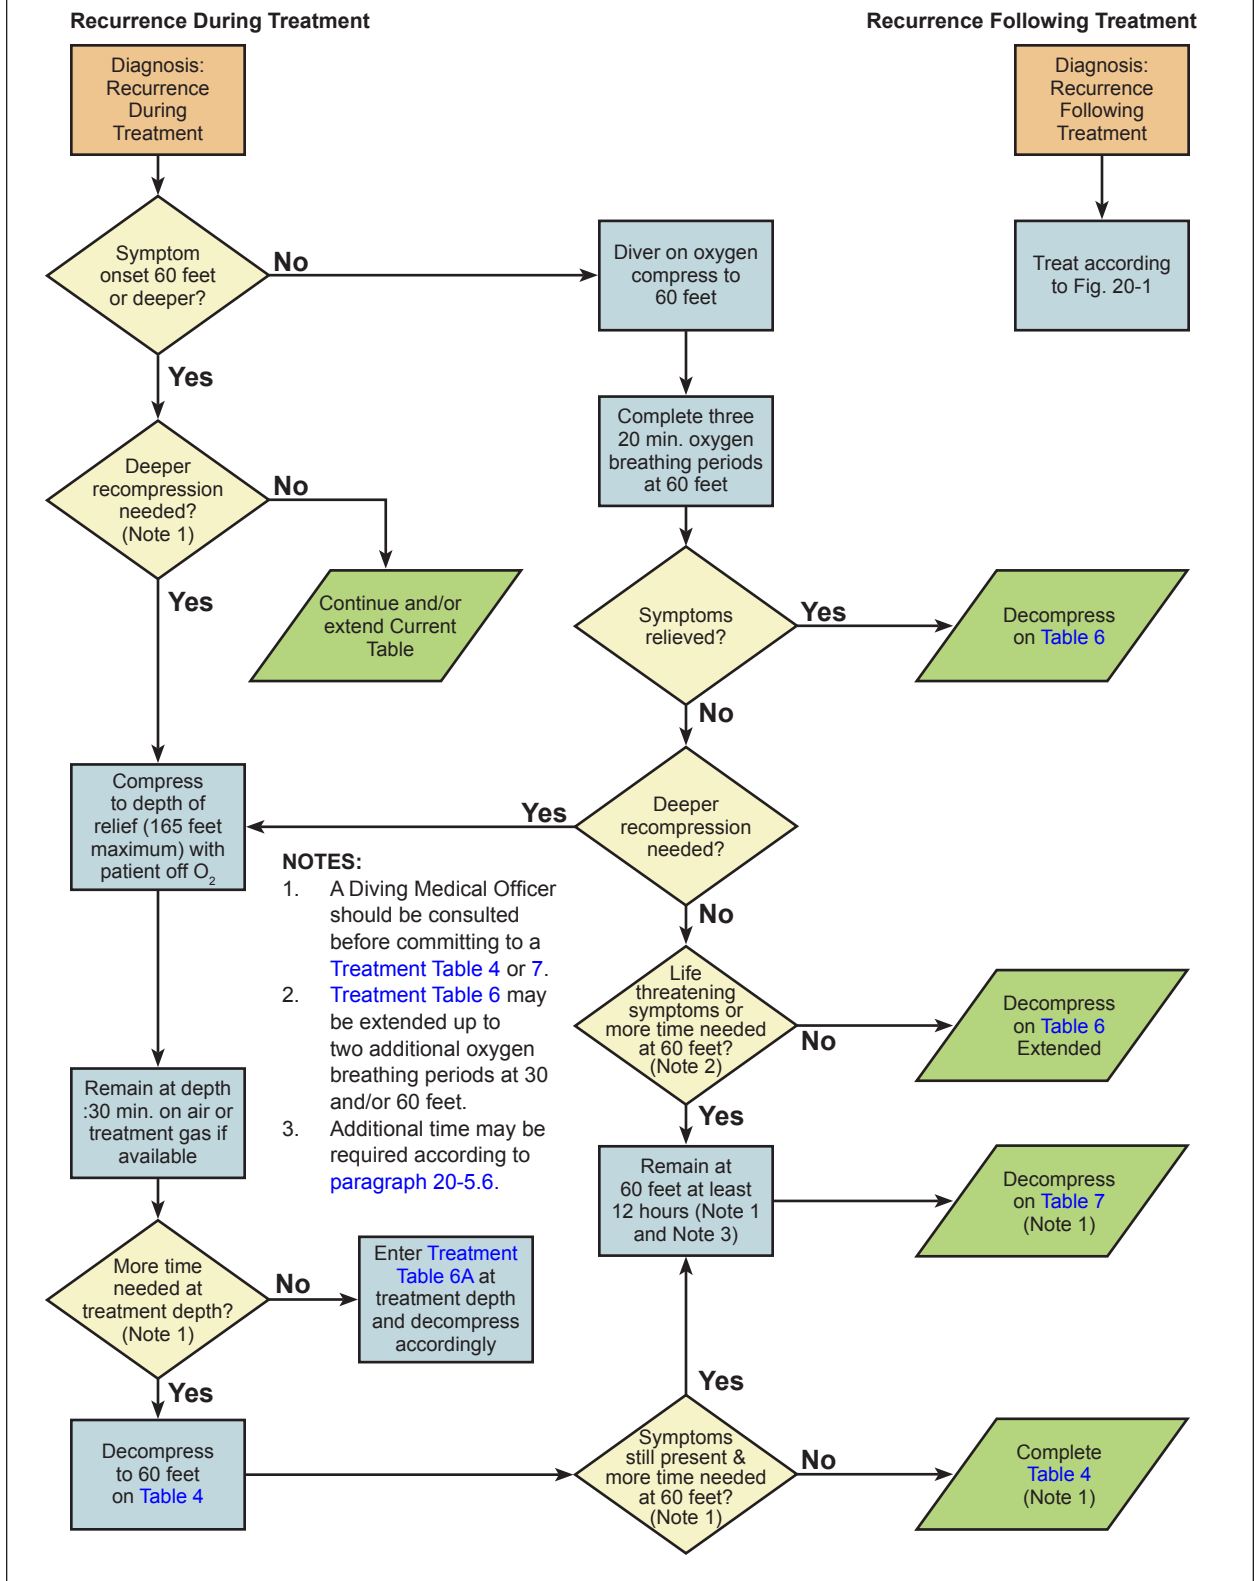 Recurrence During Treatment
Recurrence Following Treatment
Diagnosis:
Recurrence
During
Treatment
Diagnosis:
Recurrence
Following
Treatment
Symptom
onset 60 feet
or deeper?
No
Diver on oxygen
compress to
60 feet
Treat according
to Fig. 20-1
Yes
Complete three
20 min. oxygen
breathing periods
at 60 feet
Deeper
recompression
needed?
(Note 1)
No
Continue and/or
extend Current
Table
Yes
Symptoms
relieved?
Yes
Decompress
on Table 6
No
Deeper
recompression
needed?
Yes
Compress
to depth of
relief (165 feet
maximum) with
patient off O2
NOTES:
1. A Diving Medical Officer
should be consulted
before committing to a
Treatment Table 4 or 7.
2. Treatment Table 6 may
be extended up to
two additional oxygen
breathing periods at 30
and/or 60 feet.
3. Additional time may be
required according to
paragraph 20-5.6.
No
Life
threatening
symptoms or
more time needed
at 60 feet?
(Note 2)
No
Decompress
on Table 6
Extended
Yes
Remain at depth
:30 min. on air or
treatment gas if
available
Remain at
60 feet at least
12 hours (Note 1
and Note 3)
Decompress
on Table 7
(Note 1)
More time
needed at
treatment depth?
(Note 1)
No
Enter Treatment
Table 6A at
treatment depth
and decompress
accordingly
Yes
Decompress
to 60 feet
on Table 4
Yes
Symptoms
still present &
more time needed
at 60 feet?
(Note 1)
No
Complete
Table 4
(Note 1)